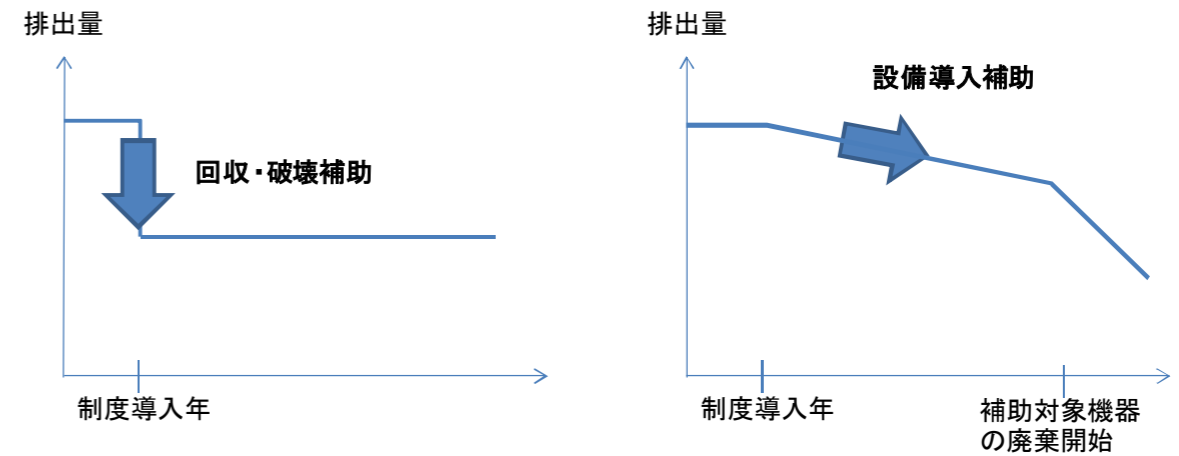 排出量
回収・破壊補助
制度導入年
排出量
設備導入補助
制度導入年
補助対象機器
の廃棄開始